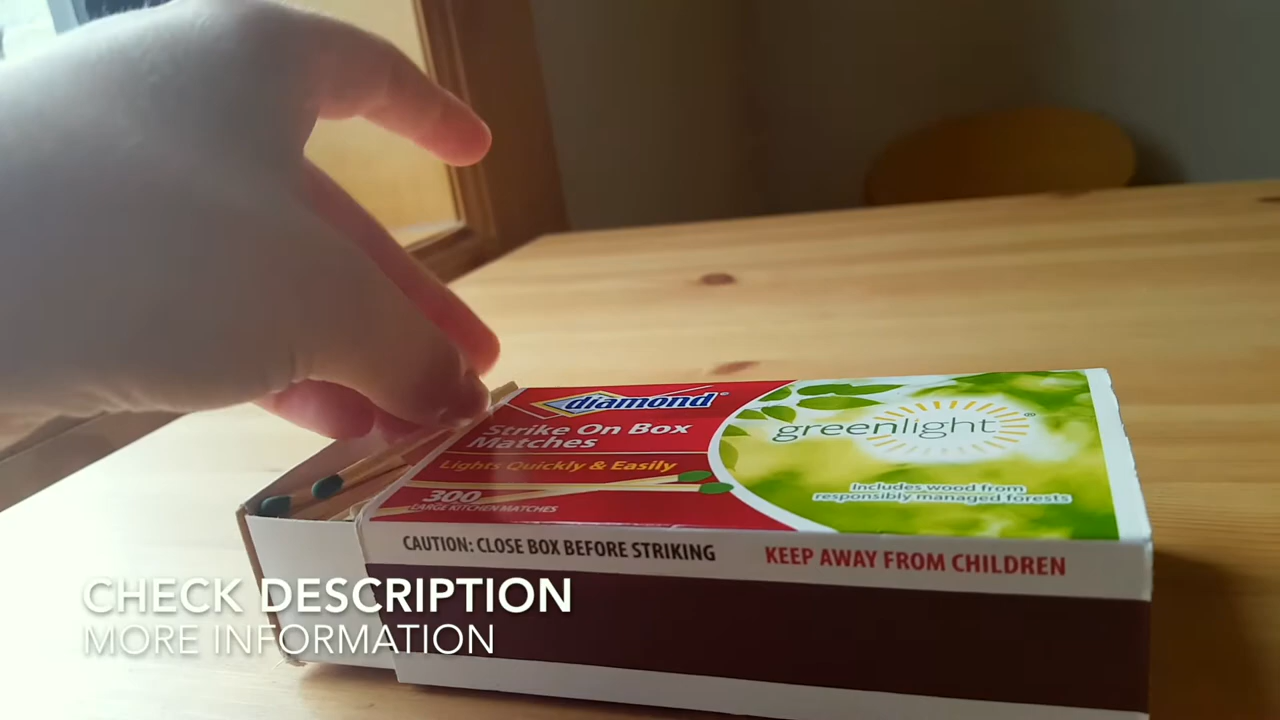 diamond
Strike On Box
Matches
Lights Quickly & Easily
300
LARGE KITCHEN MATCHES
greenlight®
Includes wood from
responsibly managed forests
CAUTION: CLOSE BOX BEFORE STRIKING
KEEP AWAY FROM CHILDREN
CHECK DESCRIPTION
MORE INFORMATION